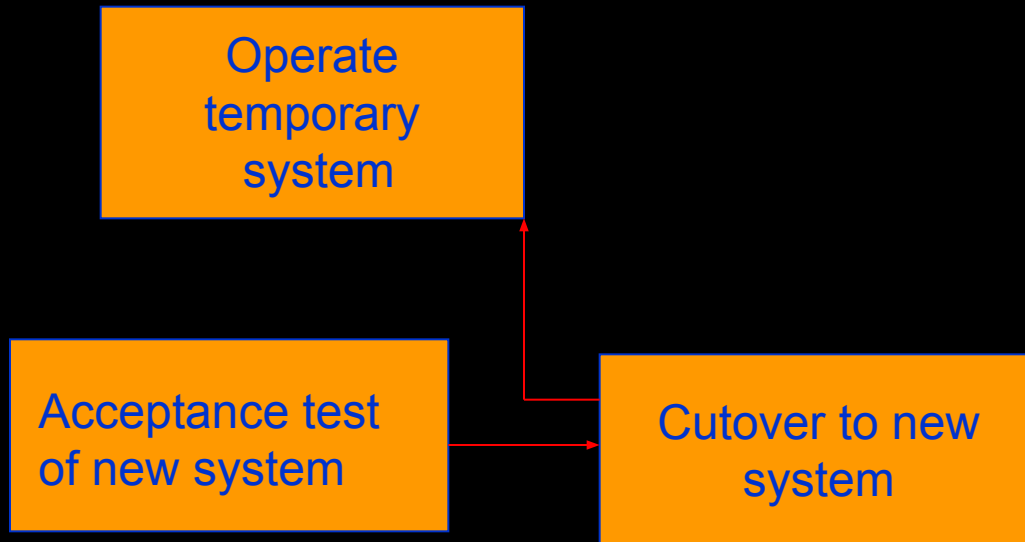 Operate
temporary
system
Acceptance test
of new system
Cutover to new
system